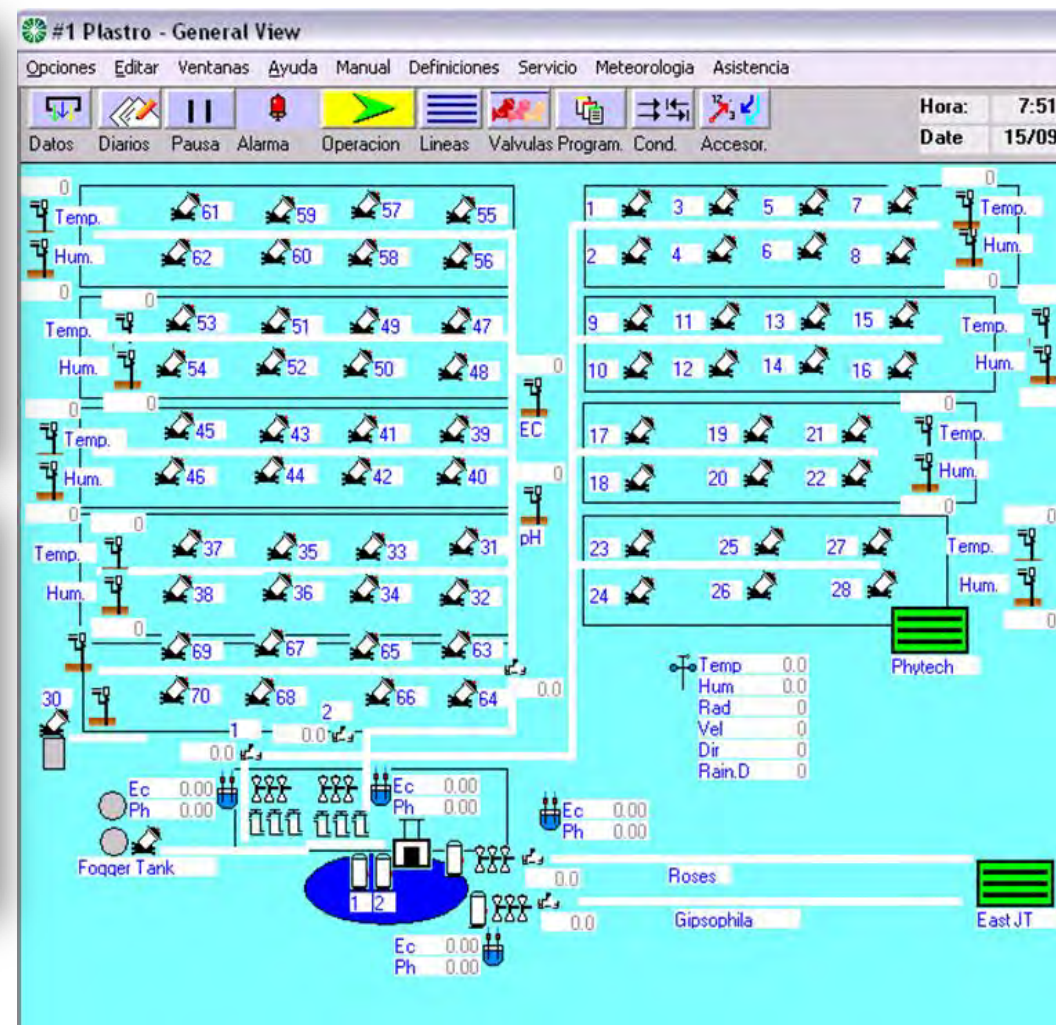 #1 Plastro - General View
Opciones Editar Ventanas Ayuda Manual Definiciones Servicio Meteorologia Asistencia
Hora: 7:51
Datos Diarios Pausa Alarma Operacion Lineas Valvulas Program. Cond. Accesor.
Date 15/09
0 0
Temp. 61 59 57 55 1 3 5 7 Temp.
Hum. 62 60 58 56 2 4 6 8 Hum.
0 0 0
Temp. 53 51 49 47 9 11 13 15 Temp.
Hum. 54 52 50 48 0 10 12 14 16 Hum.
0 0 0
Temp. 45 43 41 39 EC 17 19 21 Temp.
Hum. 46 44 42 40 0 18 20 22 Hum.
0 0 0 0
Temp. 37 35 33 31 pH 23 25 27 Temp.
Hum. 38 36 34 32 24 26 28 Hum.
0 0
69 67 65 63 Temp 0.0 Phytech
30 70 68 66 64 0.0 Hum 0.0
2 Rad 0
1 0.0 Vel 0
0.0 Dir 0
Rain.D 0
Ec 0.00 Ec 0.00
Ph 0.00 Ph 0.00
Ec 0.00
Ph 0.00
Fogger Tank
0.0 Roses
1 2
0.0 Gipsophila East JT
Ec 0.00
Ph 0.00